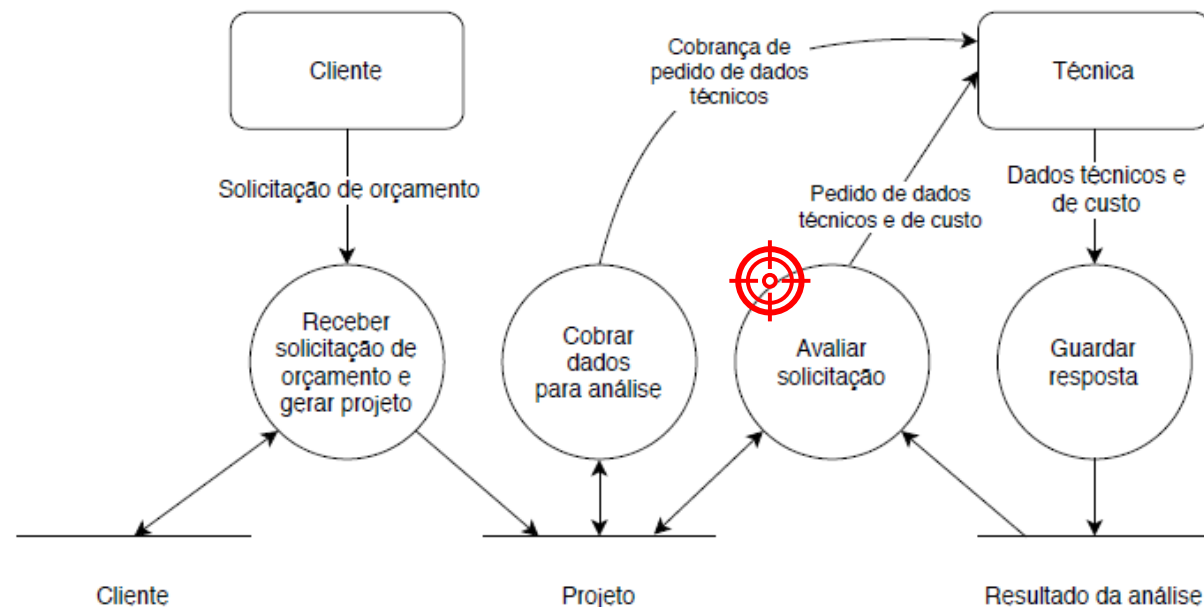 Cliente
Cobrança de
pedido de dados
técnicos
Técnica
Solicitação de orçamento
Pedido de dados
técnicos e de custo
Dados técnicos e
de custo
Receber
solicitação de
orçamento e
gerar projeto
Cobrar
dados
para análise
Avaliar
solicitação
Guardar
resposta
Cliente
Projeto
Resultado da análise